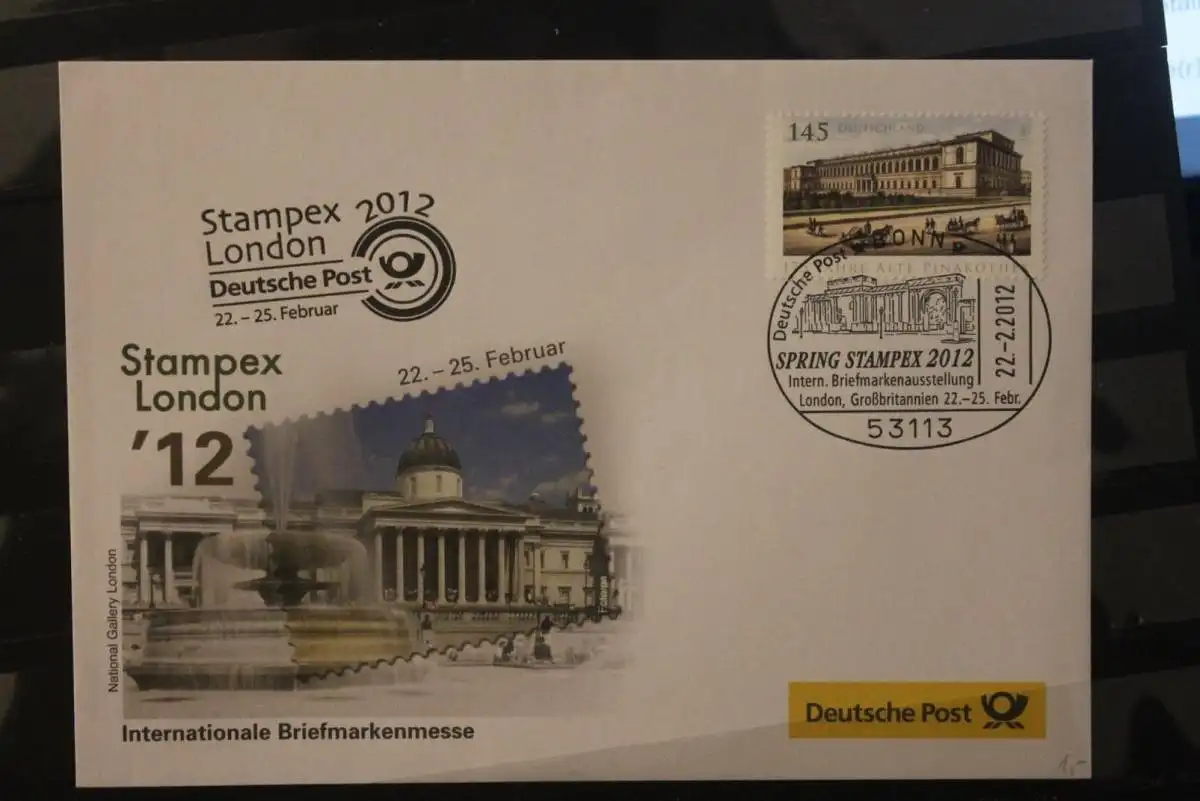 Stampex 2012
London
Deutsche Post
22. – 25. Februar
Stampex
London
'12
22. – 25. Februar
National Gallery London
Internationale Briefmarkenmesse
145 DEUTSCHLAND
JAHRE ALTE PINAKOTHEK
Deutsche Post
BONN
SPRING STAMPEX 2012
Intern. Briefmarkenausstellung
London, Großbritannien 22.–25. Febr.
22.-2.2012
53113
Deutsche Post
1,-